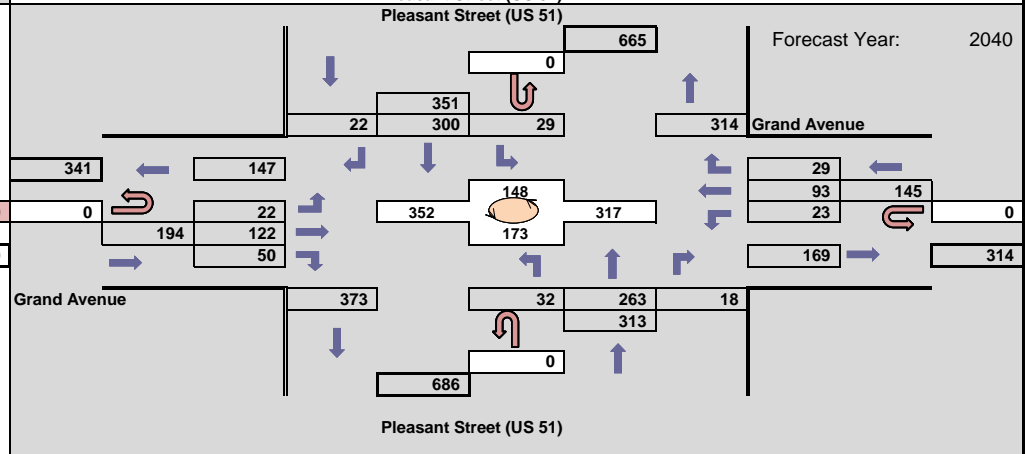 Pleasant Street (US 51)
665 Forecast Year: 2040
0
351
22 300 29 314 Grand Avenue
341 147 29
148 93 145
0 22 352 317 23 0
194 122 173
50 169 314
Grand Avenue 373 32 263 18
313
0
686
Pleasant Street (US 51)